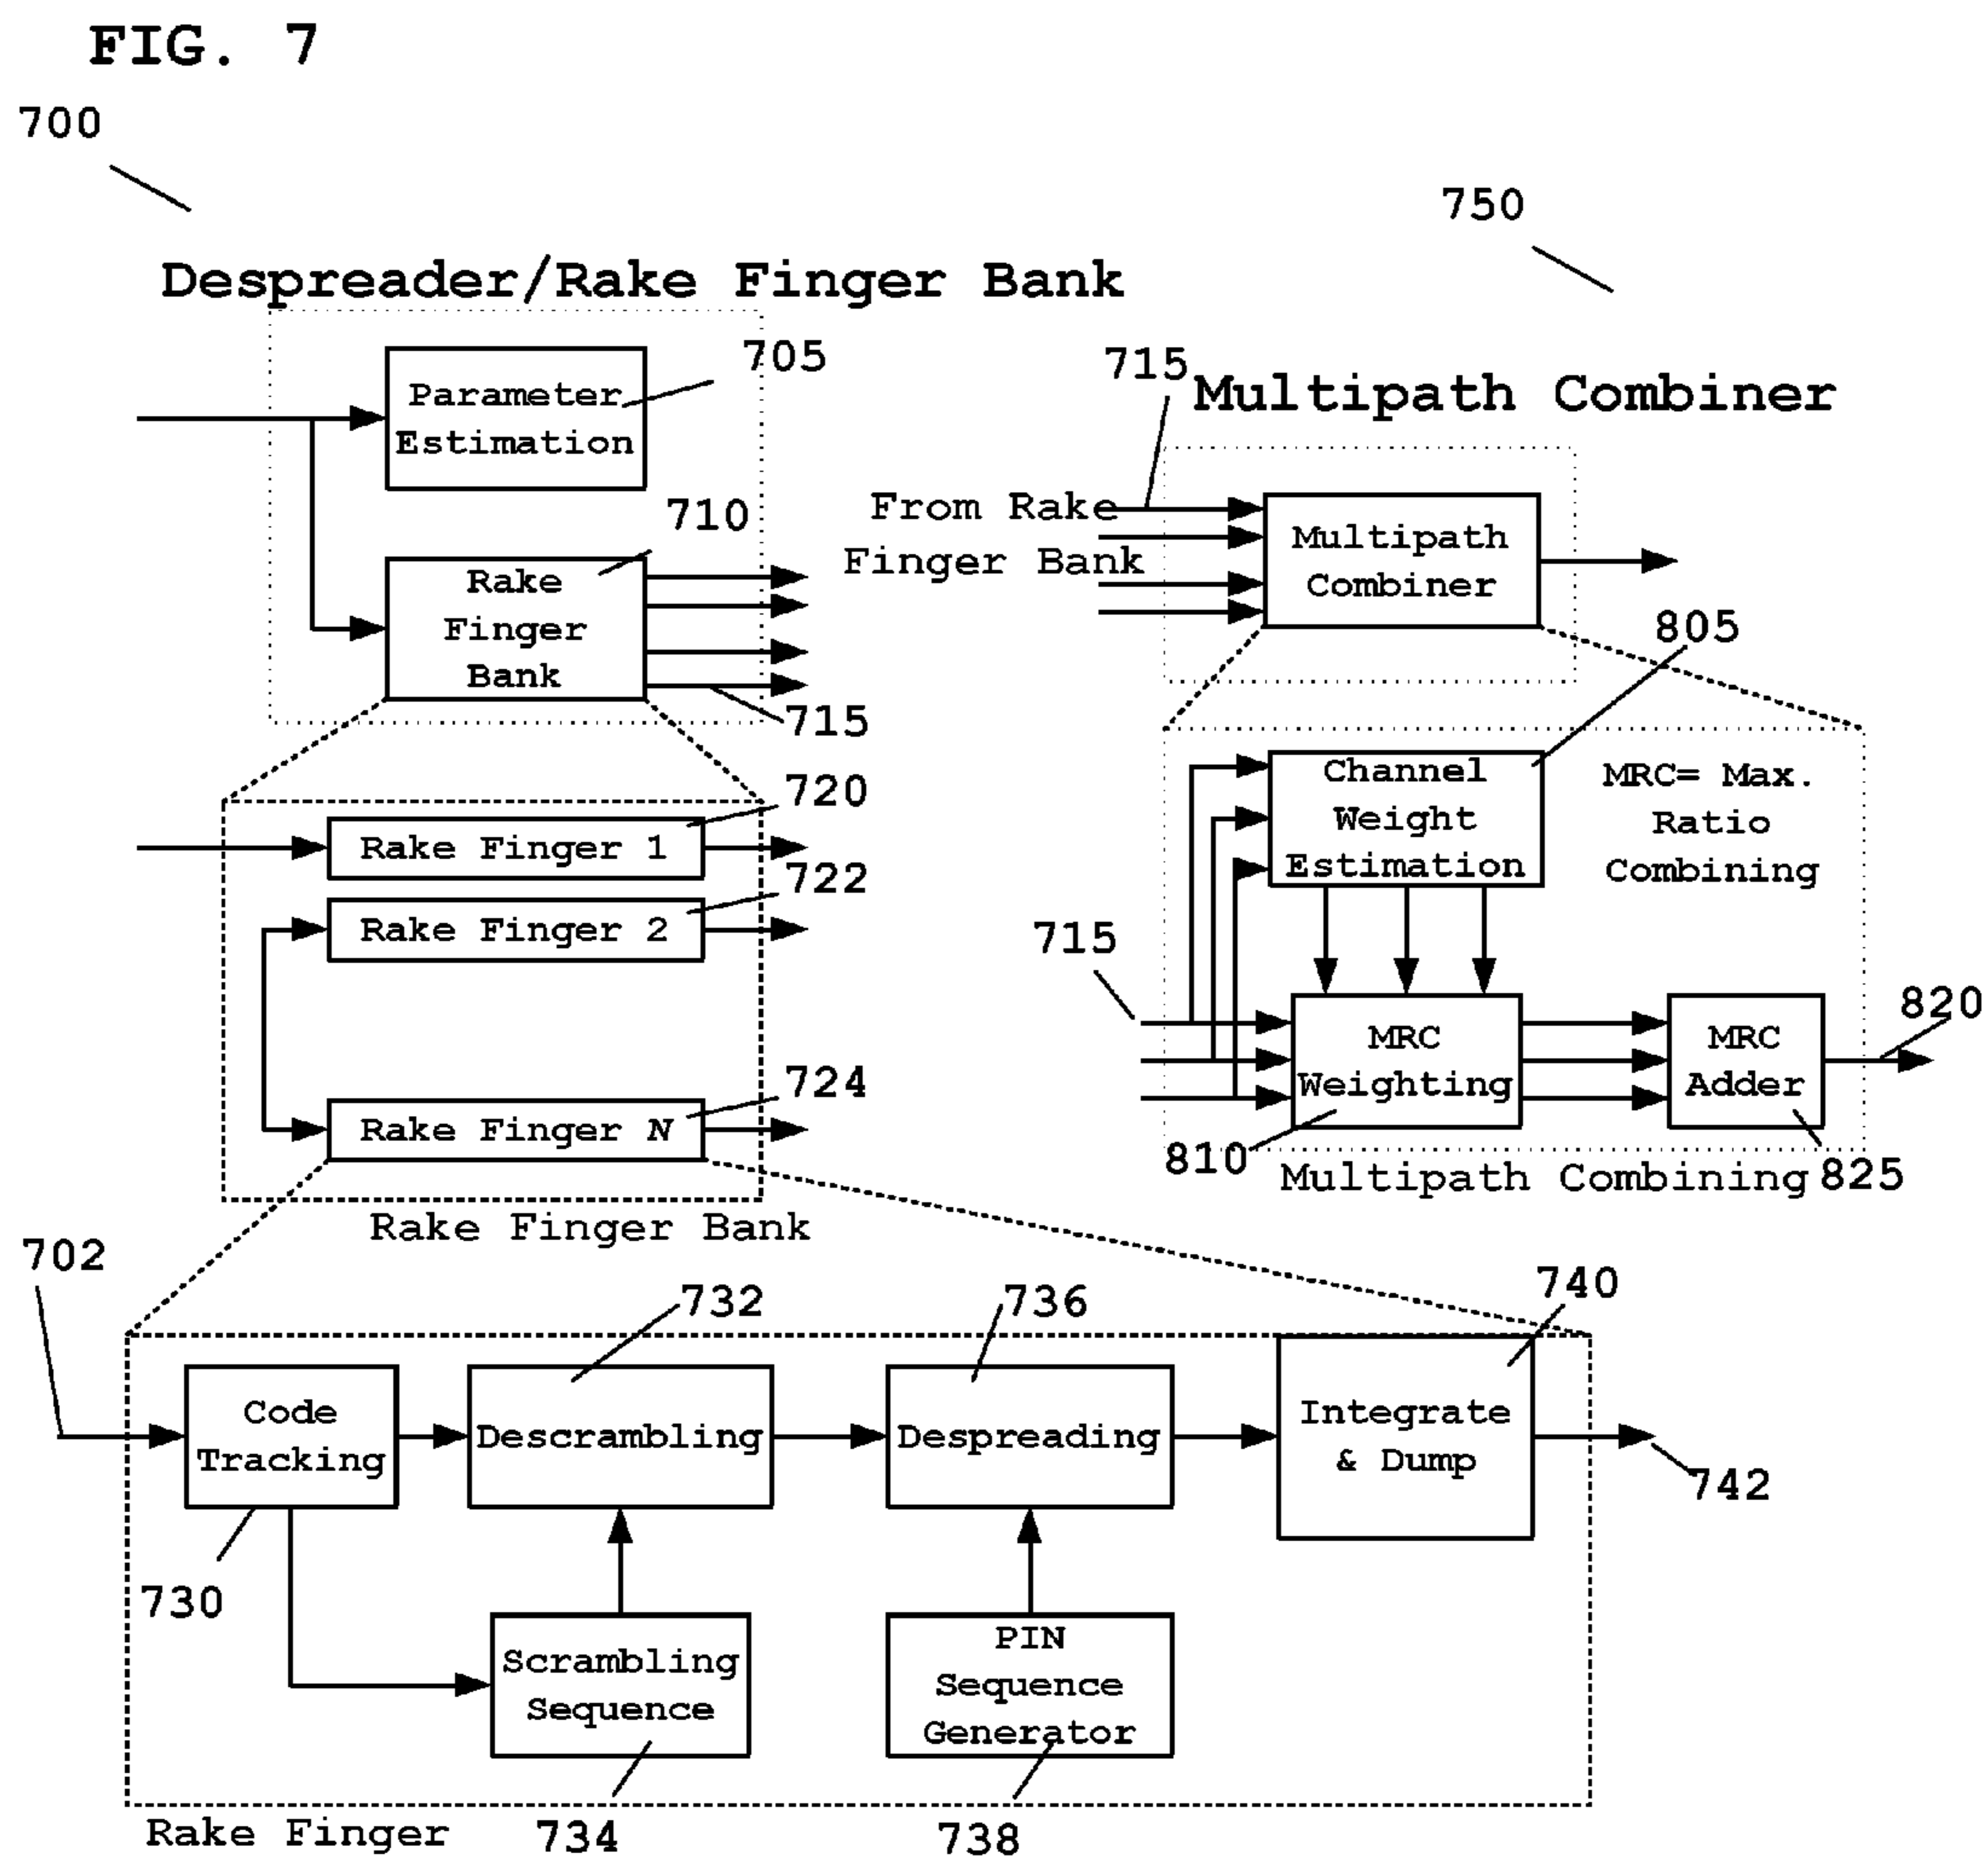 FIG. 7
700
750
Despreader/Rake Finger Bank
705
Parameter
Estimation
710
Rake
Finger
Bank
715
715
Multipath Combiner
From Rake
Finger Bank
Multipath
Combiner
805
720
Rake Finger 1
722
Rake Finger 2
724
Rake Finger N
Rake Finger Bank
Channel
Weight
Estimation
MRC= Max.
Ratio
Combining
715
MRC
Weighting
MRC
Adder
820
810
Multipath Combining
825
702
732
736
740
Code
Tracking
Descrambling
Despreading
Integrate
& Dump
742
730
Scrambling
Sequence
PIN
Sequence
Generator
Rake Finger
734
738